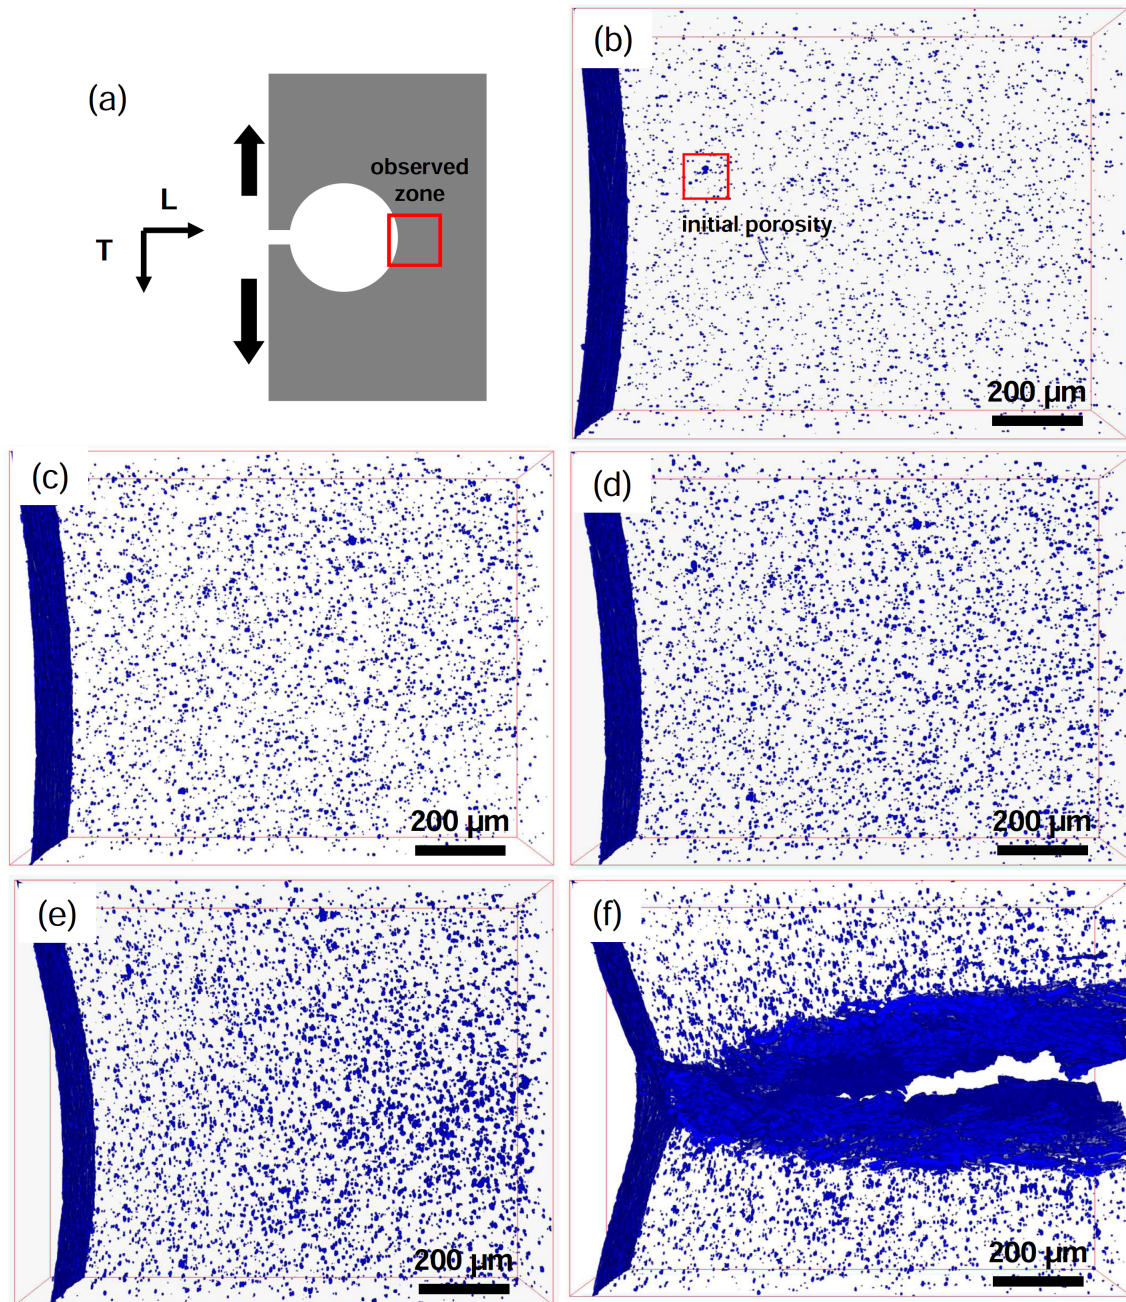 (a)
observed
zone
L
T
(b)
initial porosity
200 µm
(c)
200 µm
(d)
200 µm
(e)
200 µm
(f)
200 µm